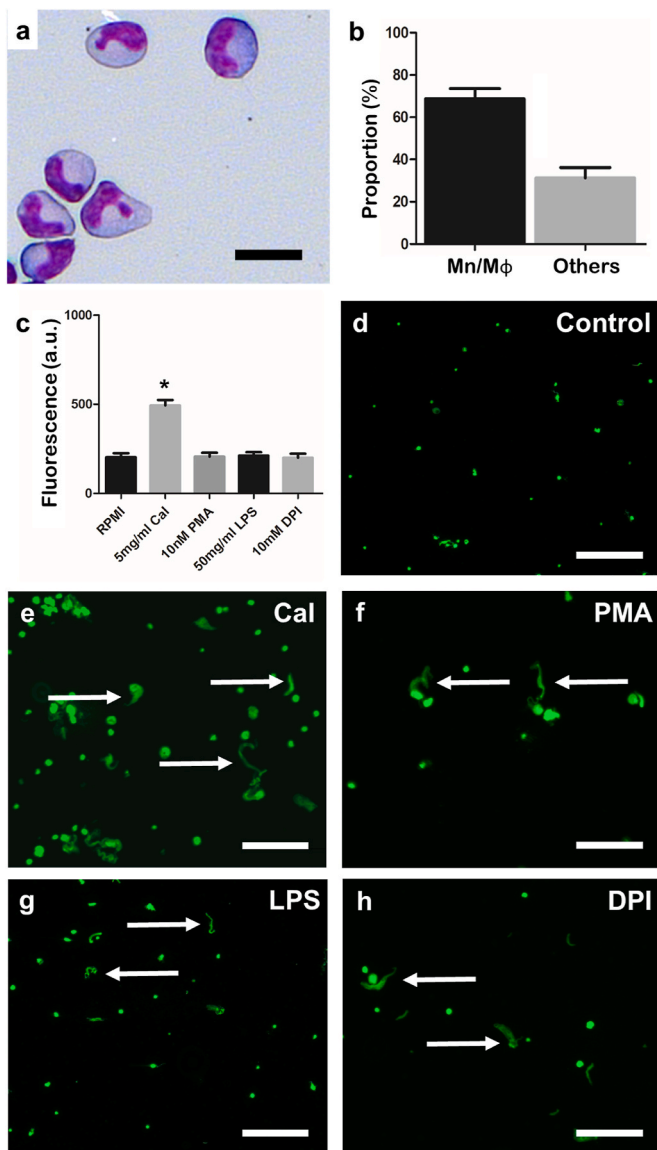 a
b
Proportion (%)
100
80
60
40
20
0
Mn/Mϕ
Others
c
Fluorescence (a.u.)
1000
500
0
*
RPMI
5mg/ml Cal
10nM PMA
50mg/ml LPS
10mM DPI
d
Control
e
Cal
f
PMA
g
LPS
h
DPI